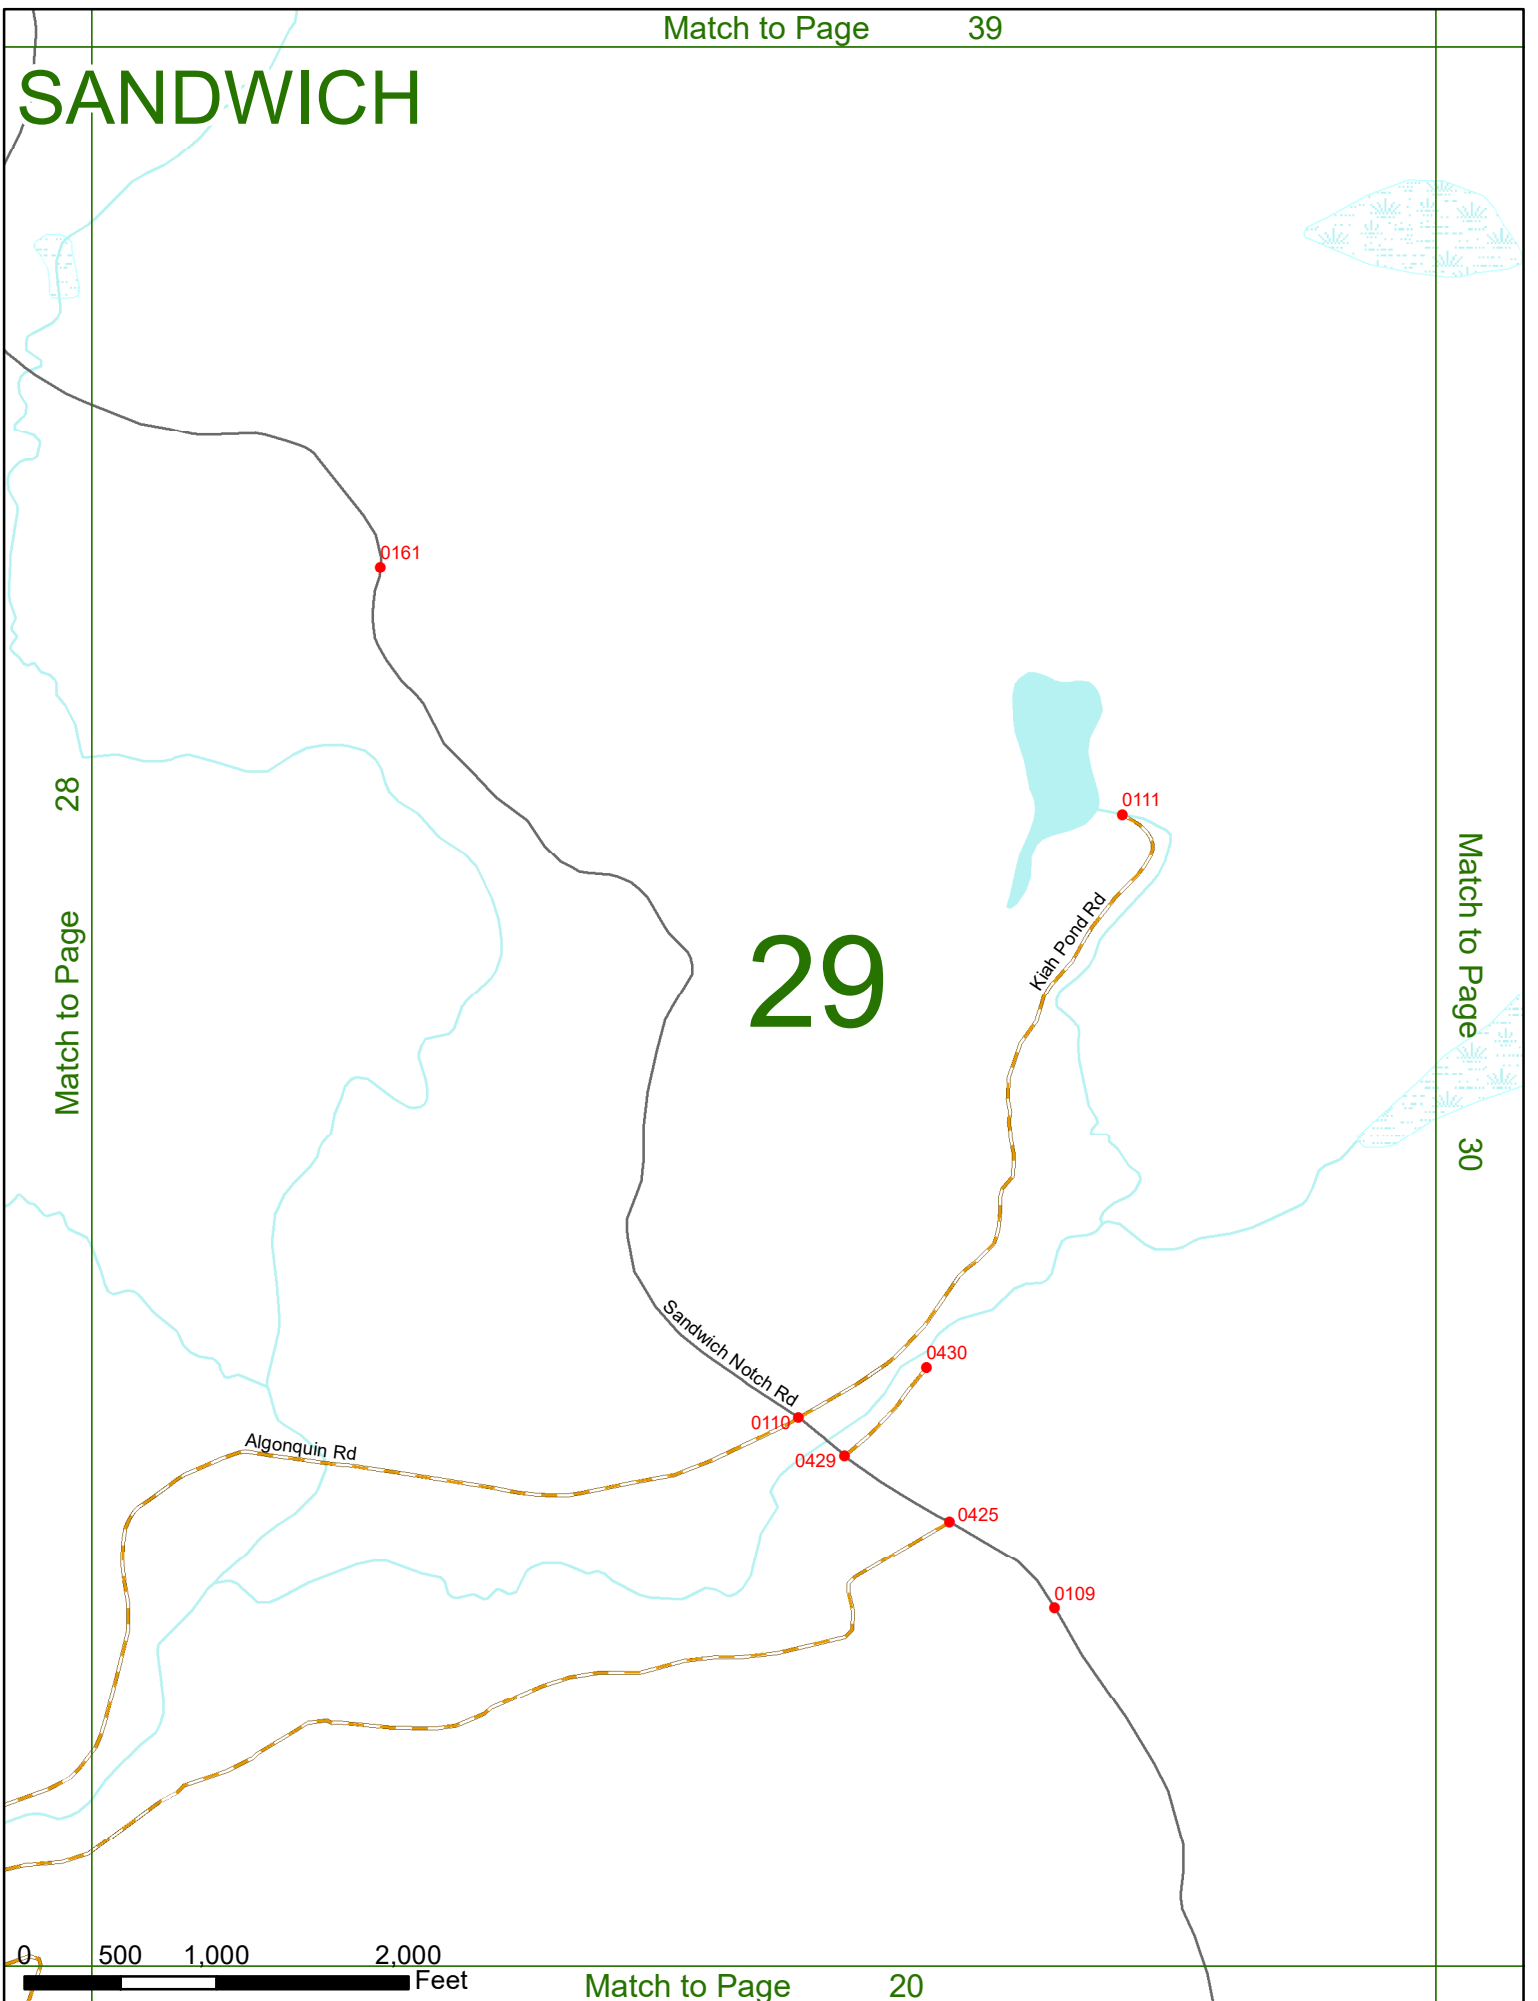 Match to Page 39
SANDWICH
0161
28
Match to Page
0111
Kiah Pond Rd
29
Match to Page
30
Sandwich Notch Rd
0430
0110
0429
Algonquin Rd
0425
0109
0 500 1,000 2,000
Feet
Match to Page 20